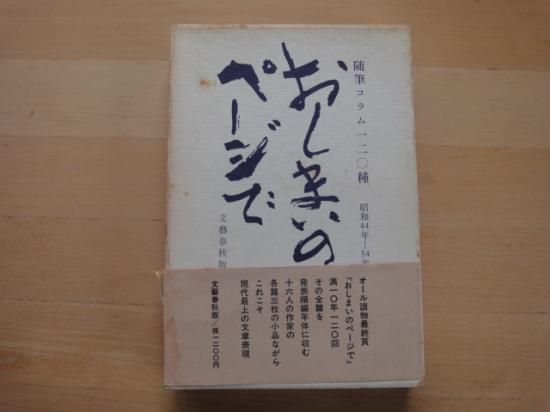 随筆コラム一二〇種
昭和44年―54年
おしまいの
ページで
文藝春秋版
オール讀物最終頁
『おしまいのページで』
満一〇年一二〇回
その全篇を
発表順編年体に収む
十六人の作家の
各篇三枚の小品ながら
これこそ
現代最上の文章表現
文藝春秋版/価一二〇〇円